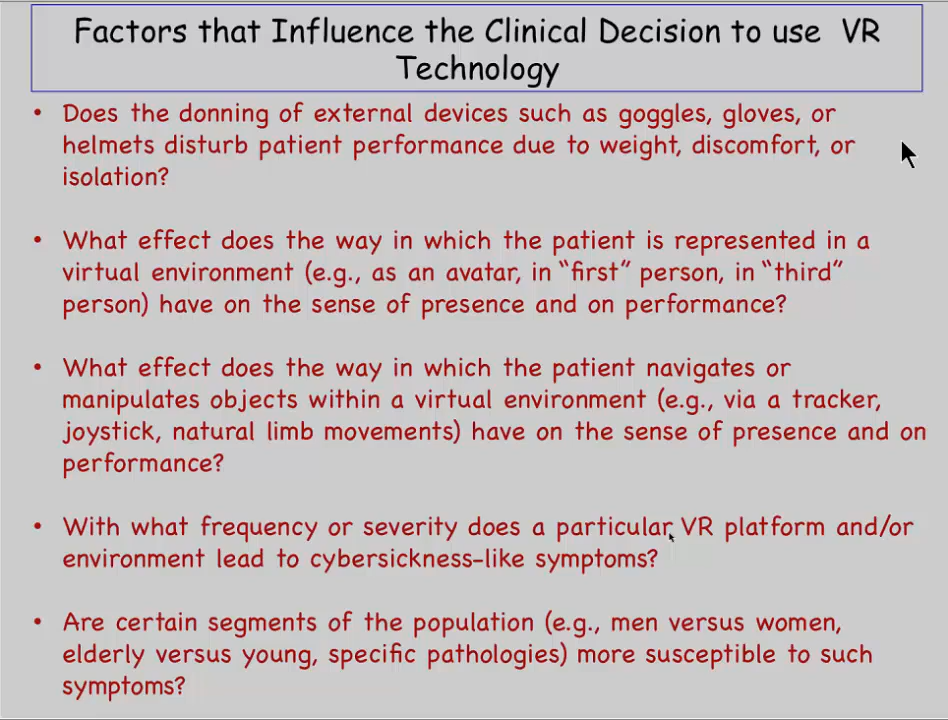 Factors that Influence the Clinical Decision to use VR
Technology
• Does the donning of external devices such as goggles, gloves, or
helmets disturb patient performance due to weight, discomfort, or
isolation?
• What effect does the way in which the patient is represented in a
virtual environment (e.g., as an avatar, in “first” person, in “third”
person) have on the sense of presence and on performance?
• What effect does the way in which the patient navigates or
manipulates objects within a virtual environment (e.g., via a tracker,
joystick, natural limb movements) have on the sense of presence and on
performance?
• With what frequency or severity does a particular VR platform and/or
environment lead to cybersickness-like symptoms?
• Are certain segments of the population (e.g., men versus women,
elderly versus young, specific pathologies) more susceptible to such
symptoms?